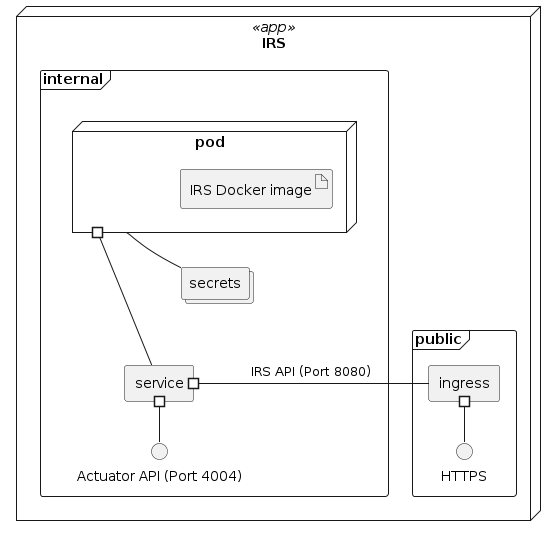 «app»
IRS
internal
pod
IRS Docker image
secrets
public
service
IRS API (Port 8080)
ingress
Actuator API (Port 4004)
HTTPS